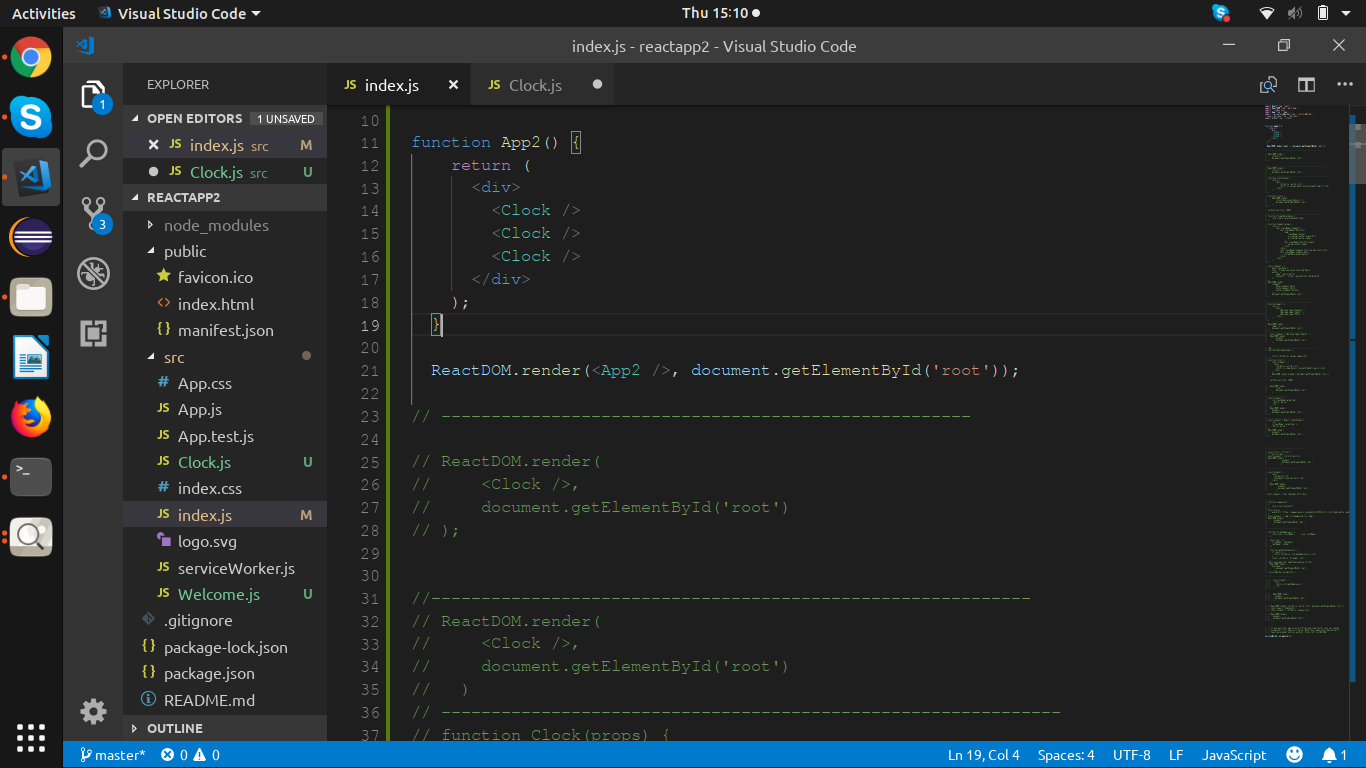 Activities
Visual Studio Code
Thu 15:10
index.js - reactapp2 - Visual Studio Code
EXPLORER
1
OPEN EDITORS 1 UNSAVED
JS index.js src M
JS Clock.js src U
REACTAPP2
3
node_modules
public
favicon.ico
<> index.html
{} manifest.json
src
# App.css
JS App.js
JS App.test.js
JS Clock.js U
# index.css
JS index.js M
logo.svg
JS serviceWorker.js
JS Welcome.js U
.gitignore
{} package-lock.json
{} package.json
README.md
OUTLINE
JS index.js
JS Clock.js
10
11 function App2() {
12 return (
13 <div>
14 <Clock />
15 <Clock />
16 <Clock />
17 </div>
18 );
19 }
20
21 ReactDOM.render(<App2 />, document.getElementById('root'));
22
23 // -----------------------------------------------------
24
25 // ReactDOM.render(
26 // <Clock />,
27 // document.getElementById('root')
28 // );
29
30
31 //------------------------------------------------------------
32 // ReactDOM.render(
33 // <Clock />,
34 // document.getElementById('root')
35 // )
36 // --------------------------------------------------------------
37 // function Clock(props) {
master* 0 0
Ln 19, Col 4
Spaces: 4
UTF-8
LF
JavaScript
1